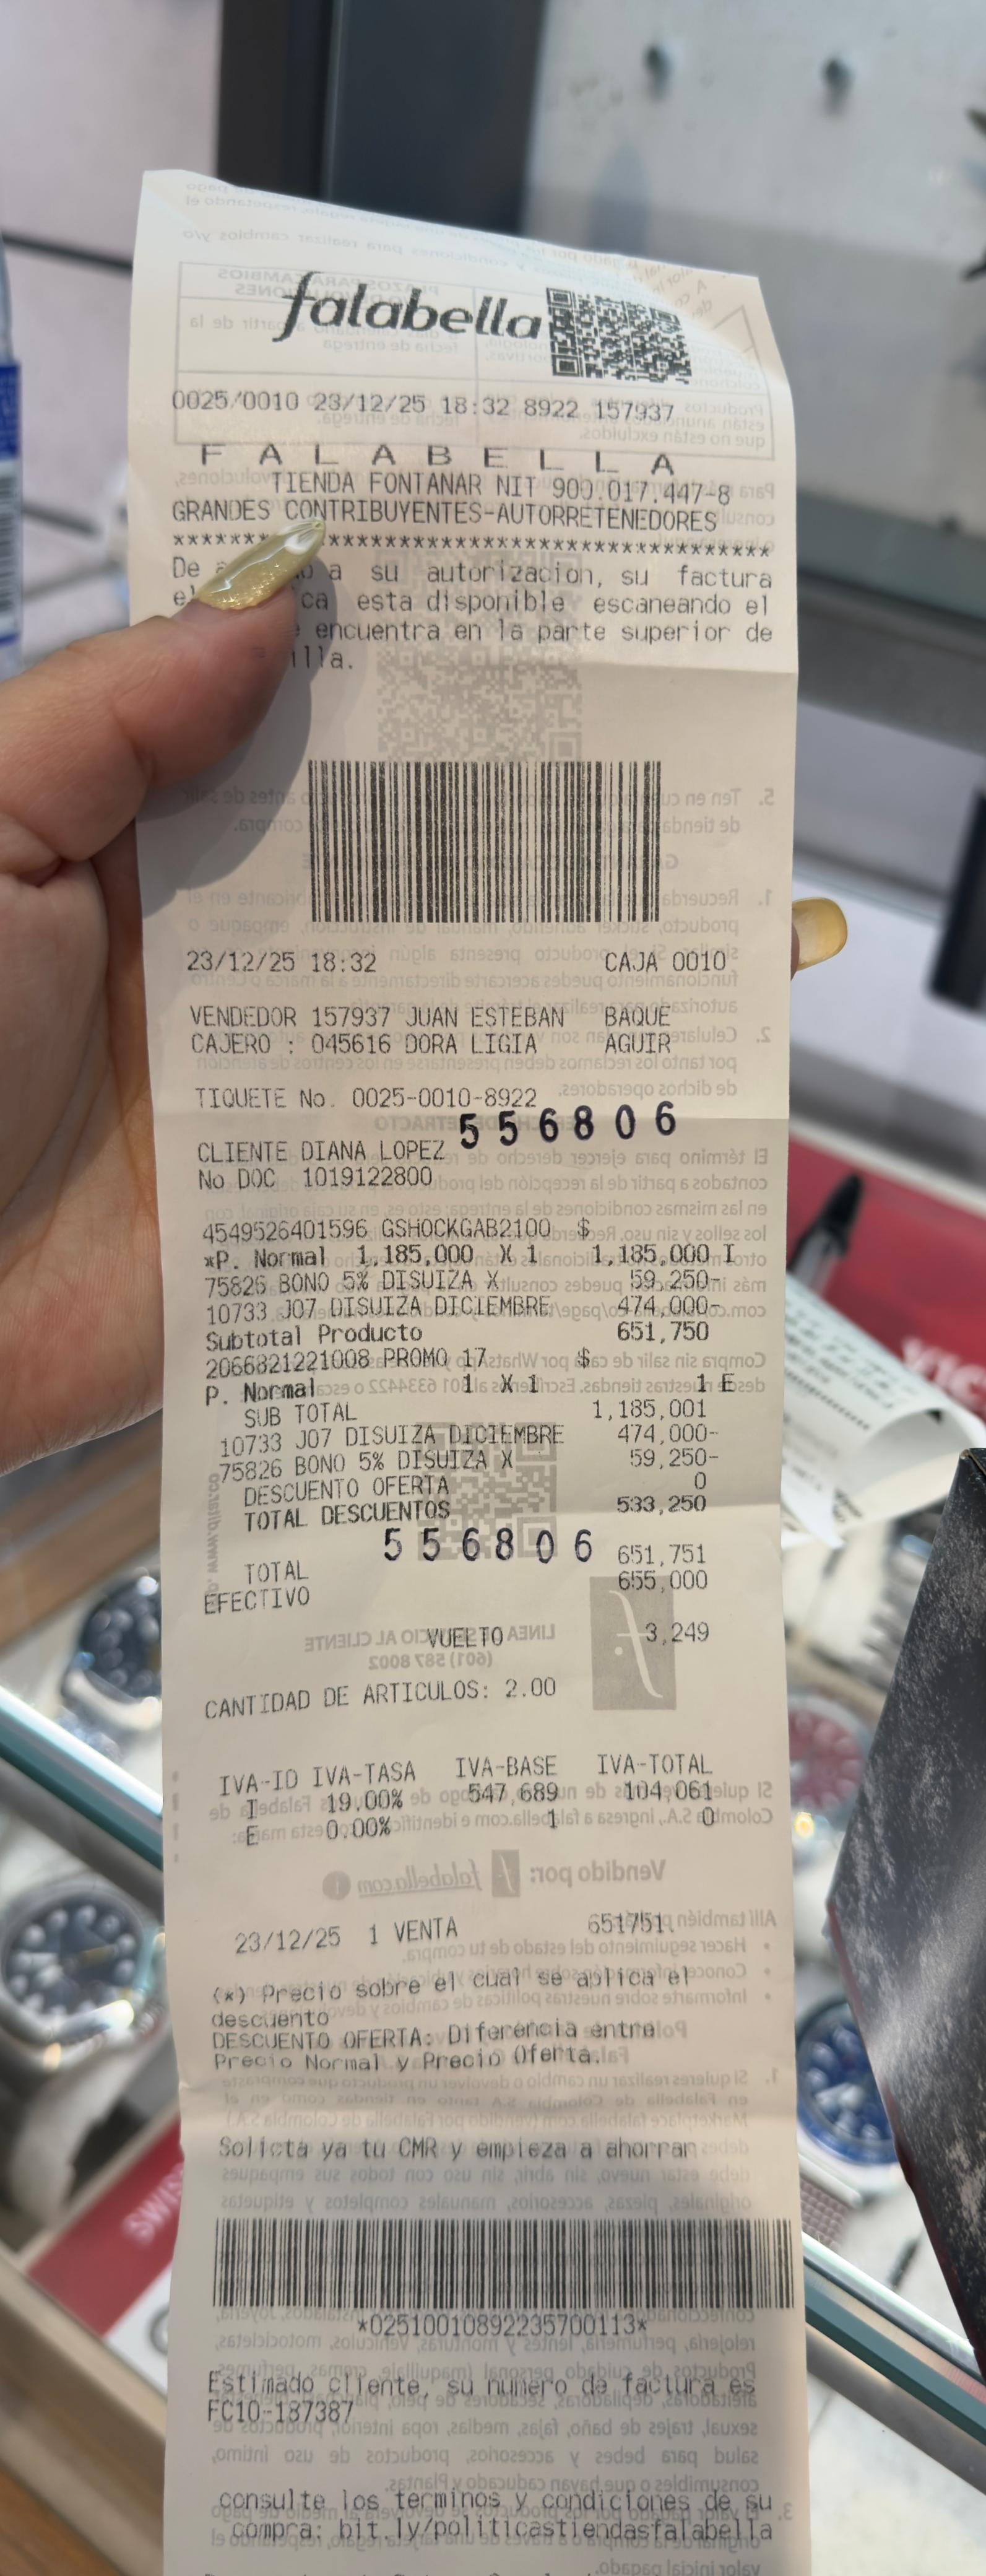 falabella
0025/0010 23/12/25 18:32 8922 157937
F A L A B E L L A
TIENDA FONTANAR NIT 900.017.447-8
GRANDES CONTRIBUYENTES-AUTORRETENEDORES
De a su autorizacion, su factura
esta disponible escaneando el
encuentra en la parte superior de
23/12/25 18:32 CAJA 0010
VENDEDOR 157937 JUAN ESTEBAN BAQUE
CAJERO : 045616 DORA LIGIA AGUIR
TIQUETE No. 0025-0010-8922
556806
CLIENTE DIANA LOPEZ
No DOC 1019122800
4549526401596 GSHOCKGAB2100 $
*P. Normal 1,185,000 X 1 1,185,000 I
75826 BONO 5% DISUIZA X 59,250-
10733 J07 DISUIZA DICIEMBRE 474,000-
Subtotal Producto 651,750
2066821221008 PROMO 17 $
P. Normal 1 X 1 1 E
SUB TOTAL 1,185,001
10733 J07 DISUIZA DICIEMBRE 474,000-
75826 BONO 5% DISUIZA X 59,250-
DESCUENTO OFERTA 0
TOTAL DESCUENTOS 533,250
556806
TOTAL 651,751
EFECTIVO 655,000
VUELTO 3,249
CANTIDAD DE ARTICULOS: 2.00
IVA-ID IVA-TASA IVA-BASE IVA-TOTAL
I 19.00% 547,689 104,061
E 0.00% 1 0
23/12/25 1 VENTA 651751.
(*) Precio sobre el cual se aplica el
descuento
DESCUENTO OFERTA: Diferencia entre
Precio Normal y Precio Oferta.
Solicta ya tu CMR y empieza a ahorrar
*02510010892235700113*
Estimado cliente, su numero de factura es
FC10-187387
consulte los terminos y condiciones de su
compra: bit.ly/politicastiendasfalabella